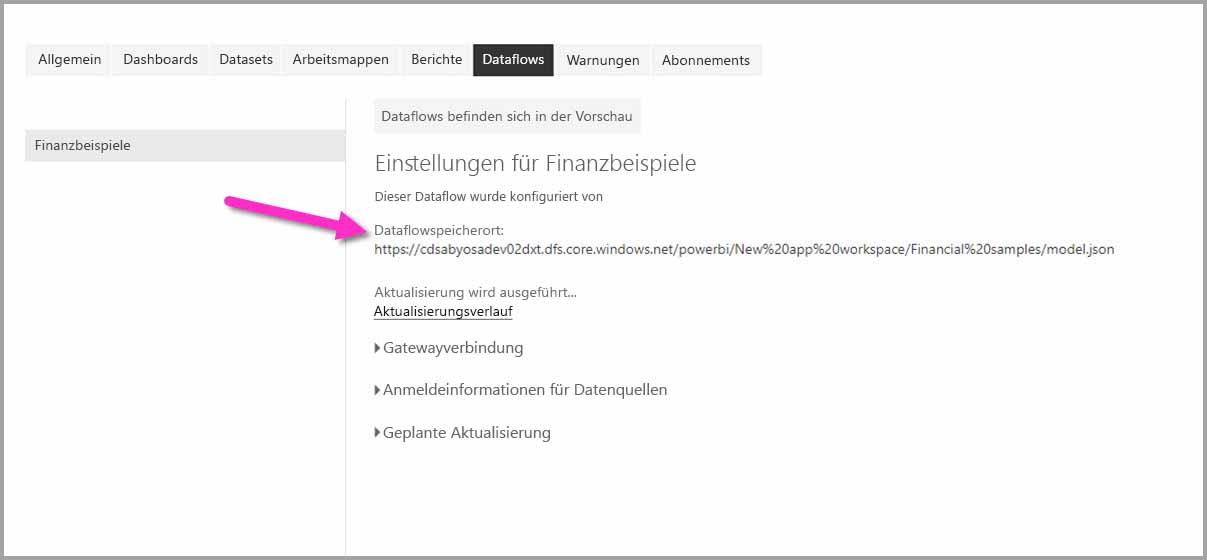 Allgemein Dashboards Datasets Arbeitsmappen Berichte Dataflows Warnungen Abonnements
Finanzbeispiele
Dataflows befinden sich in der Vorschau
Einstellungen für Finanzbeispiele
Dieser Dataflow wurde konfiguriert von
Dataflowspeicherort:
https://cdsabyosadev02dxt.dfs.core.windows.net/powerbi/New%20app%20workspace/Financial%20samples/model.json
Aktualisierung wird ausgeführt...
Aktualisierungsverlauf
Gatewayverbindung
Anmeldeinformationen für Datenquellen
Geplante Aktualisierung